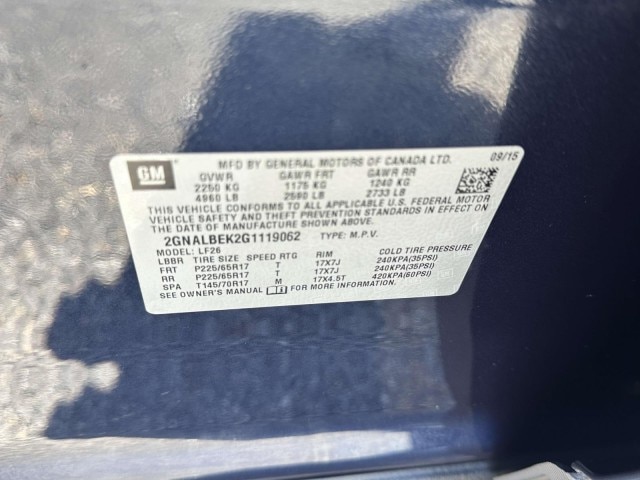 GM
MFD BY GENERAL MOTORS OF CANADA LTD. 09/15
GVWR GAWR FRT GAWR RR
2250 KG 1175 KG 1240 KG
4960 LB 2590 LB 2733 LB
THIS VEHICLE CONFORMS TO ALL APPLICABLE U.S. FEDERAL MOTOR
VEHICLE SAFETY AND THEFT PREVENTION STANDARDS IN EFFECT ON
THE DATE OF MANUFACTURE SHOWN ABOVE.
2GNALBEK2G1119062 TYPE: M.P.V.
MODEL: LF26
LBBR TIRE SIZE SPEED RTG RIM COLD TIRE PRESSURE
FRT P225/65R17 T 17X7J 240KPA(35PSI)
RR P225/65R17 T 17X7J 240KPA(35PSI)
SPA T145/70R17 M 17X4.5T 420KPA(60PSI)
SEE OWNER'S MANUAL FOR MORE INFORMATION.